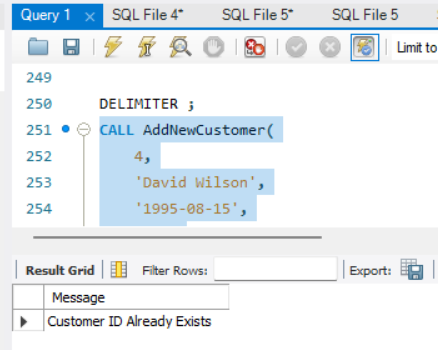 Query 1 SQL File 4* SQL File 5* SQL File 5
Limit to
249
250 DELIMITER ;
251 CALL AddNewCustomer(
252 4,
253 'David Wilson',
254 '1995-08-15',
Result Grid Filter Rows: Export:
Message
Customer ID Already Exists